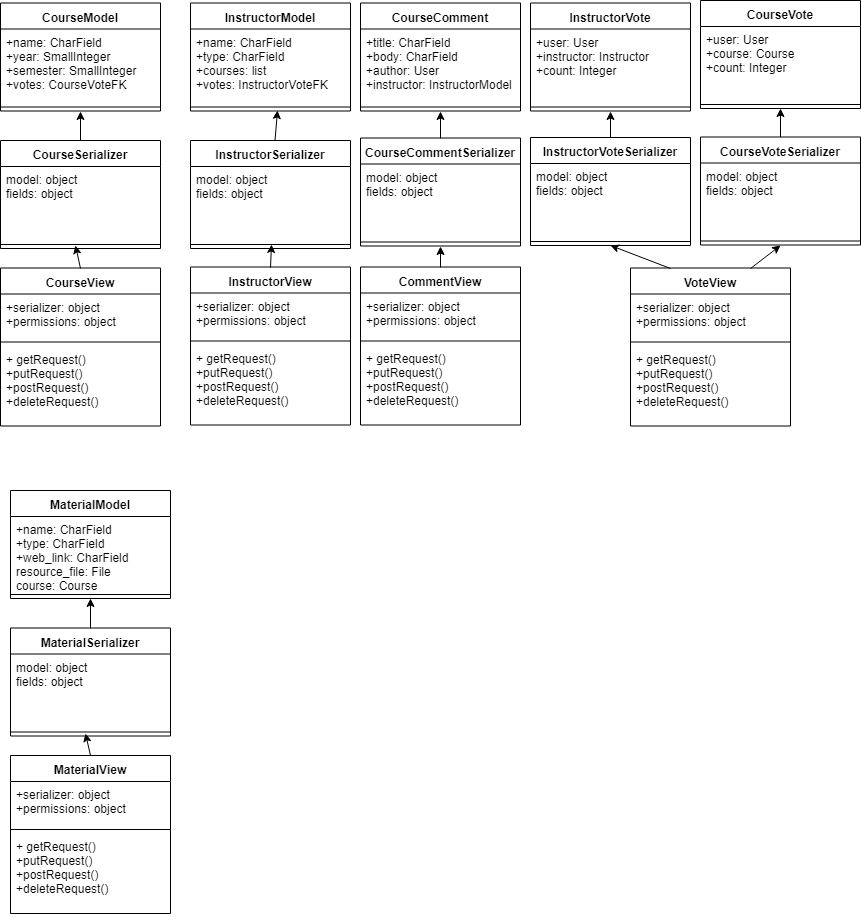 CourseModel
+name: CharField
+year: SmallInteger
+semester: SmallInteger
+votes: CourseVoteFK
InstructorModel
+name: CharField
+type: CharField
+courses: list
+votes: InstructorVoteFK
CourseComment
+title: CharField
+body: CharField
+author: User
+instructor: InstructorModel
InstructorVote
+user: User
+instructor: Instructor
+count: Integer
CourseVote
+user: User
+course: Course
+count: Integer
CourseSerializer
model: object
fields: object
InstructorSerializer
model: object
fields: object
CourseCommentSerializer
model: object
fields: object
InstructorVoteSerializer
model: object
fields: object
CourseVoteSerializer
model: object
fields: object
CourseView
+serializer: object
+permissions: object
+ getRequest()
+putRequest()
+postRequest()
+deleteRequest()
InstructorView
+serializer: object
+permissions: object
+ getRequest()
+putRequest()
+postRequest()
+deleteRequest()
CommentView
+serializer: object
+permissions: object
+ getRequest()
+putRequest()
+postRequest()
+deleteRequest()
VoteView
+serializer: object
+permissions: object
+ getRequest()
+putRequest()
+postRequest()
+deleteRequest()
MaterialModel
+name: CharField
+type: CharField
+web_link: CharField
resource_file: File
course: Course
MaterialSerializer
model: object
fields: object
MaterialView
+serializer: object
+permissions: object
+ getRequest()
+putRequest()
+postRequest()
+deleteRequest()